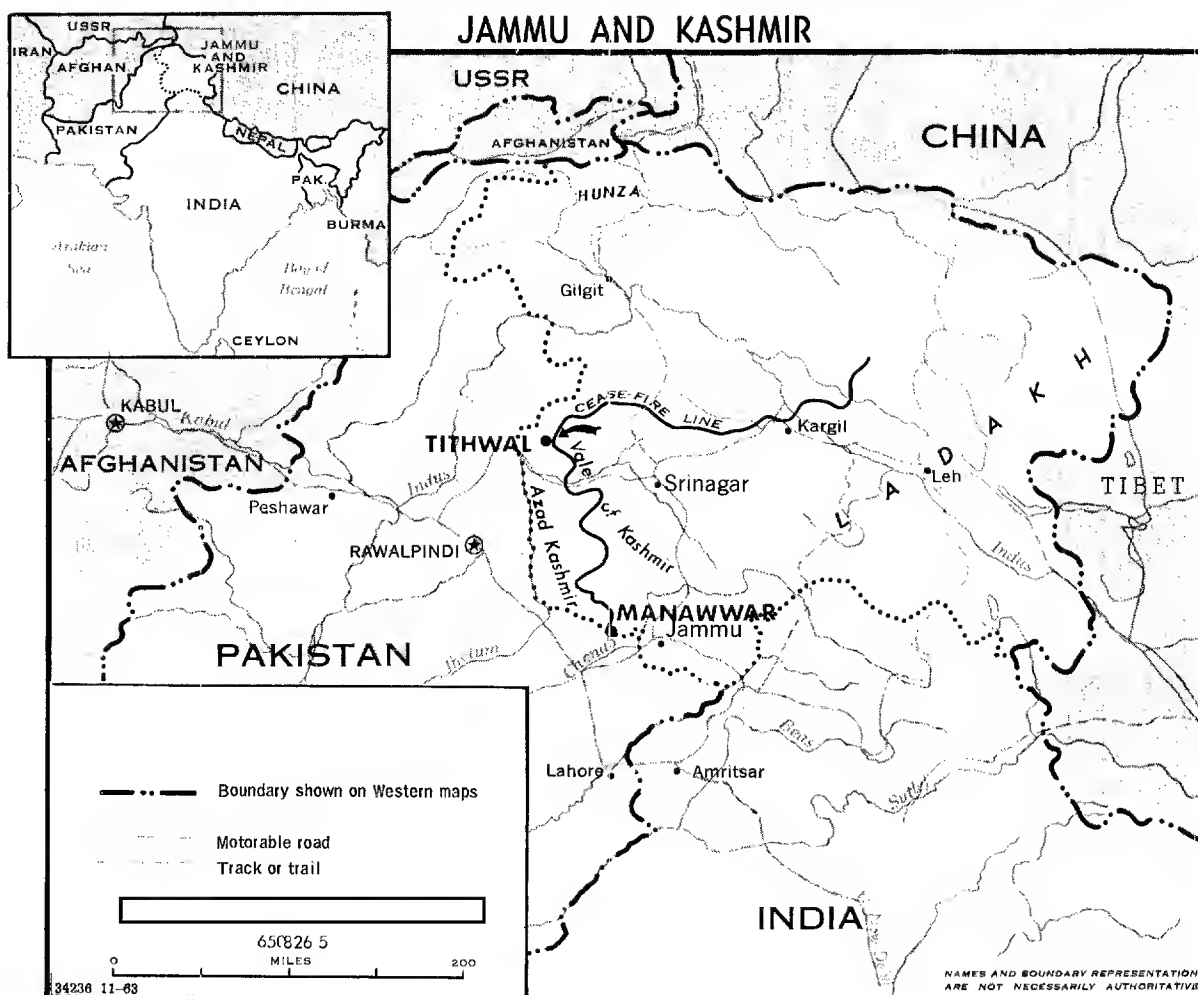 JAMMU AND KASHMIR
USSR
IRAN
AFGHAN
JAMMU
AND
KASHMIR
CHINA
PAKISTAN
NEPAL
PAK.
INDIA
BURMA
Arabian
Sea
Bay of
Bengal
CEYLON
USSR
AFGHANISTAN
CHINA
HUNZA
Gilgit
KABUL
Kabul
AFGHANISTAN
CEASE-FIRE LINE
Kargil
TITHWAL
Indus
Peshawar
Srinagar
Vale of Kashmir
LADAKH
Leh
TIBET
Indus
RAWALPINDI
Azad Kashmir
MANAWWAR
Jammu
PAKISTAN
Jhelum
Chenab
Lahore
Amritsar
Beas
Sutlej
INDIA
Boundary shown on Western maps
Motorable road
Track or trail
650826 5
MILES
0 200
34236 11-63
NAMES AND BOUNDARY REPRESENTATION
ARE NOT NECESSARILY AUTHORITATIVE